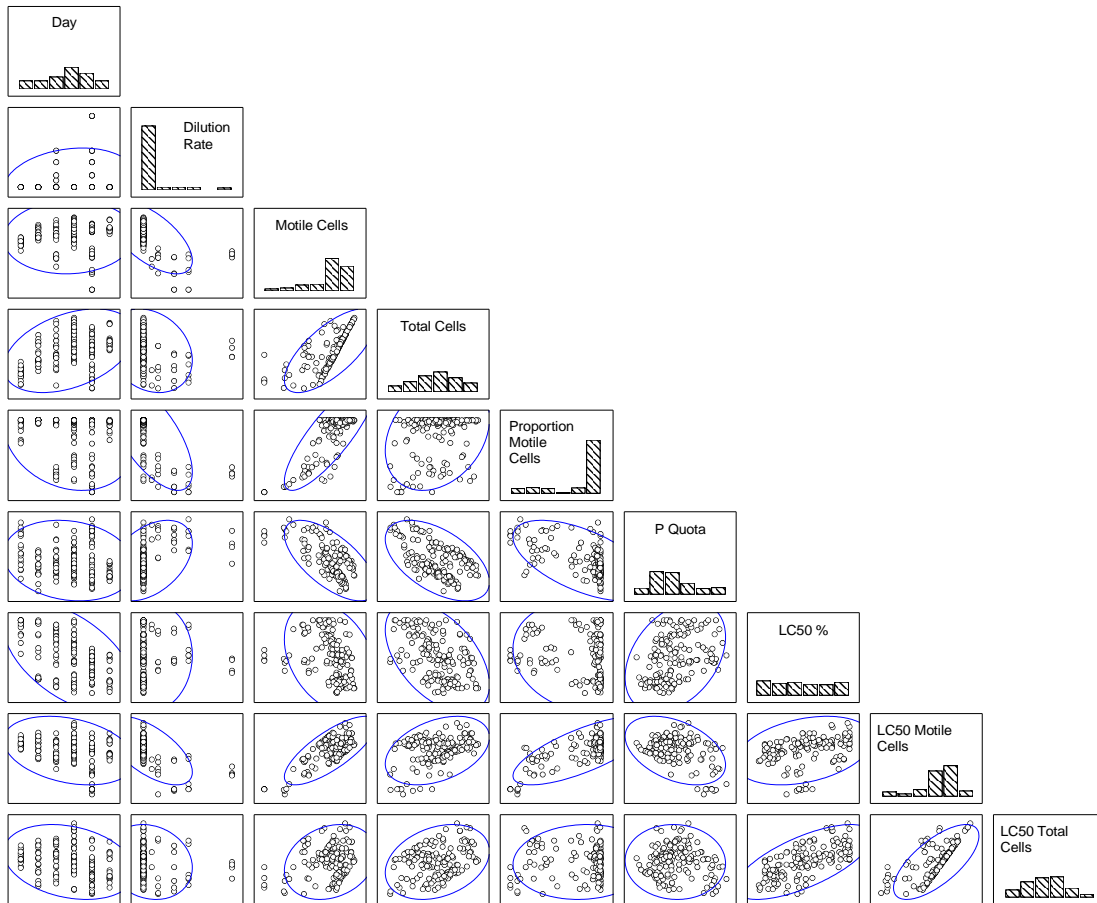 Day
Dilution
Rate
Motile Cells
Total Cells
Proportion
Motile
Cells
P Quota
LC50 %
LC50 Motile
Cells
LC50 Total
Cells